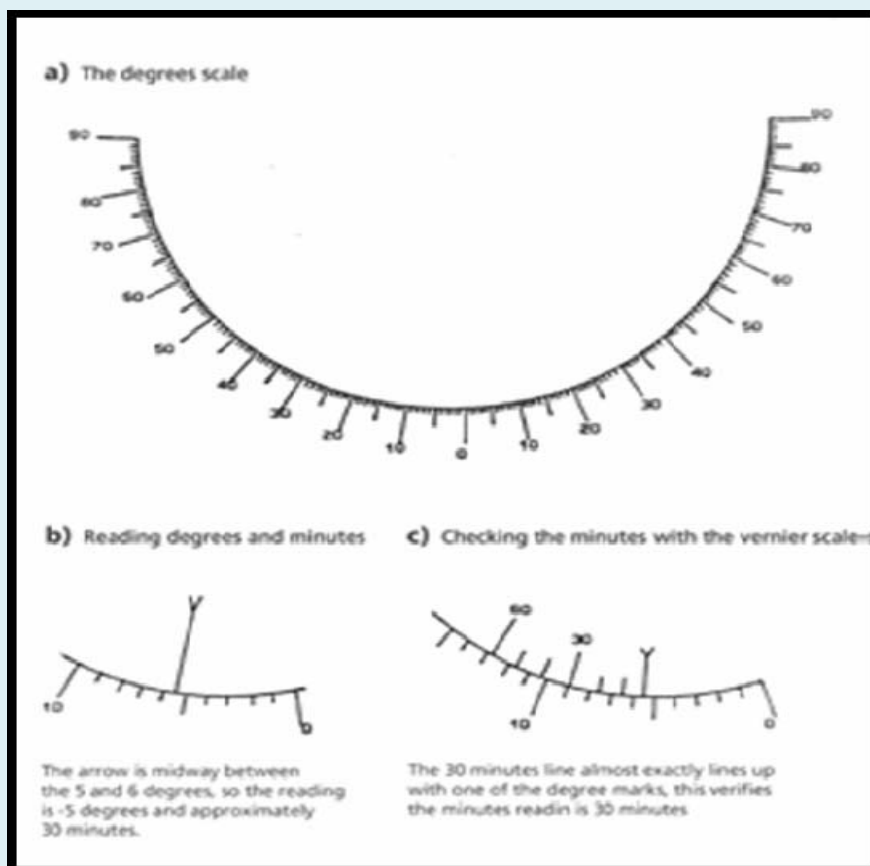 a) The degrees scale
90
90
80
80
70
70
60
60
50
50
40
40
30
30
20
20
10
0
10
b) Reading degrees and minutes
c) Checking the minutes with the vernier scale
60
30
10
0
10
0
The arrow is midway between
the 5 and 6 degrees, so the reading
is -5 degrees and approximately
30 minutes.
The 30 minutes line almost exactly lines up
with one of the degree marks, this verifies
the minutes readin is 30 minutes